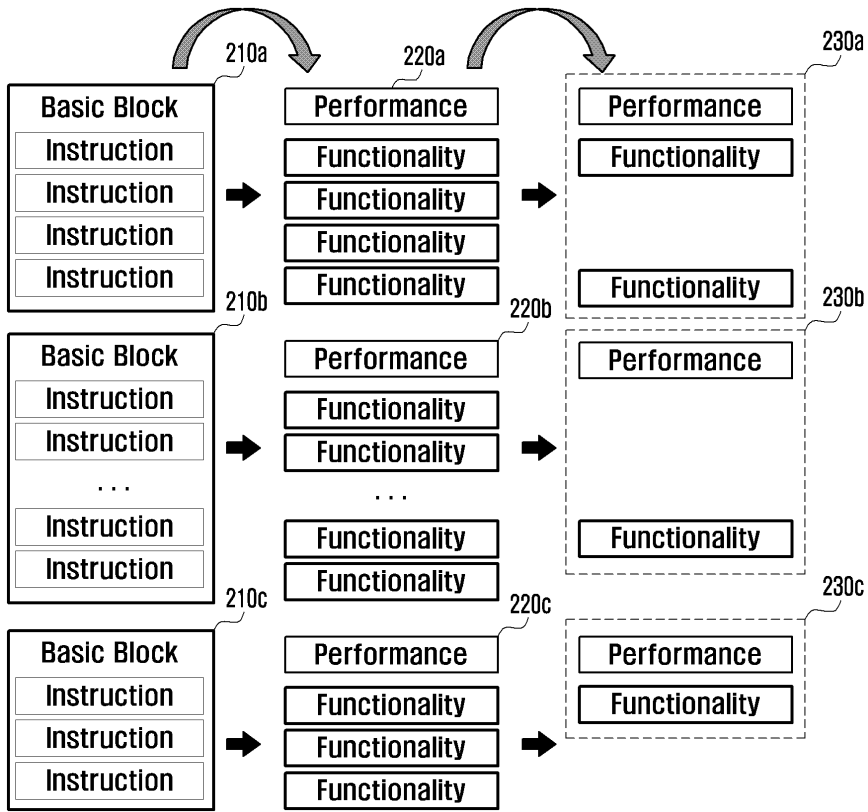 210a
Basic Block
Instruction
Instruction
Instruction
Instruction
220a
Performance
Functionality
Functionality
Functionality
Functionality
230a
Performance
Functionality
Functionality
210b
Basic Block
Instruction
Instruction
. . .
Instruction
Instruction
220b
Performance
Functionality
Functionality
. . .
Functionality
Functionality
230b
Performance
Functionality
210c
Basic Block
Instruction
Instruction
Instruction
220c
Performance
Functionality
Functionality
Functionality
230c
Performance
Functionality